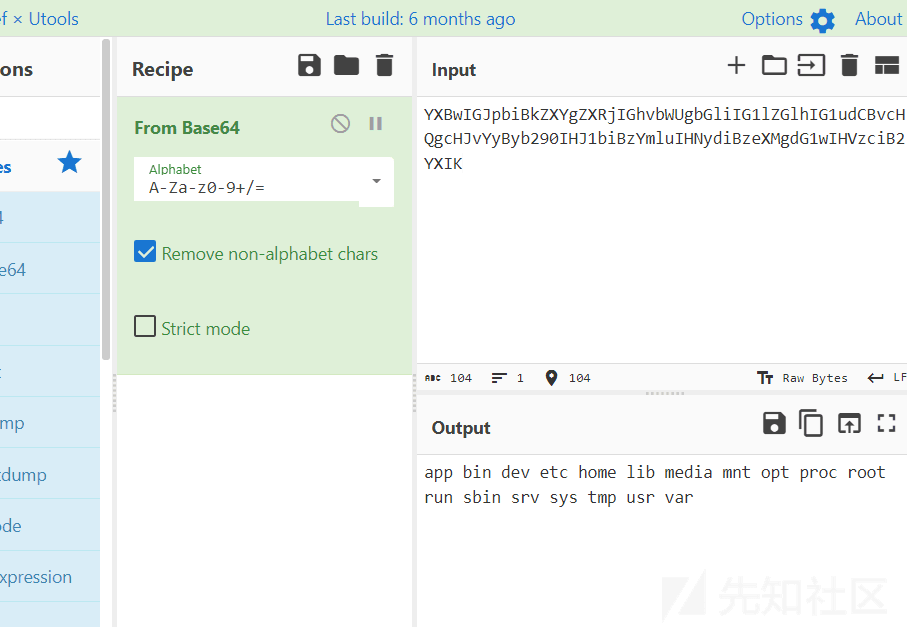 ef × Utools
Last build: 6 months ago
Options
About
ons
Recipe
Input
es
From Base64
Alphabet
A-Za-z0-9+/=
Remove non-alphabet chars
Strict mode
4
e64
t
mp
dump
ode
xpression
YXBwIGJpbiBkZXYgZXRjIGhvbWUgbGliIG1lZGlhIG1udCBvcH
QgcHJvYyByb290IHJ1biBzYmluIHNydiBzeXMgdG1wIHVzciB2
YXIK
ABC 104
1
104
Tт Raw Bytes
LF
Output
app bin dev etc home lib media mnt opt proc root
run sbin srv sys tmp usr var
先知社区